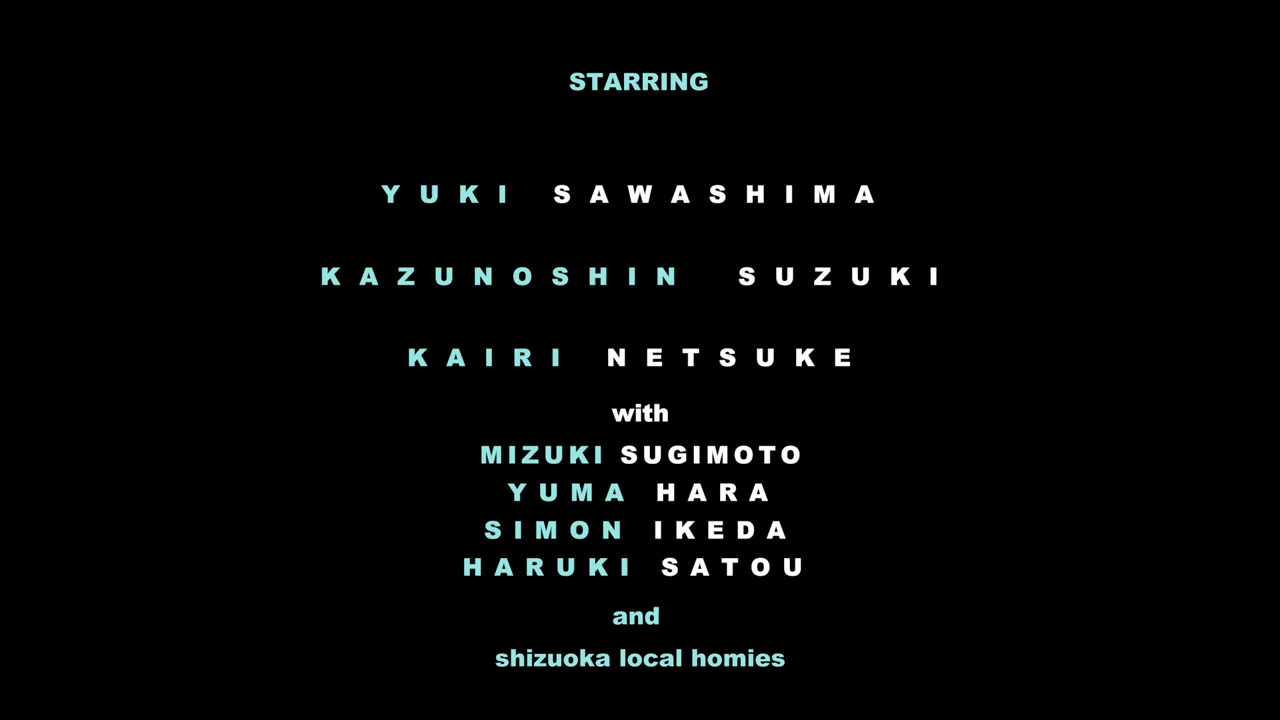 STARRING
YUKI SAWASHIMA
KAZUNOSHIN SUZUKI
KAIRI NETSUKE
with
MIZUKI SUGIMOTO
YUMA HARA
SIMON IKEDA
HARUKI SATOU
and
shizuoka local homies